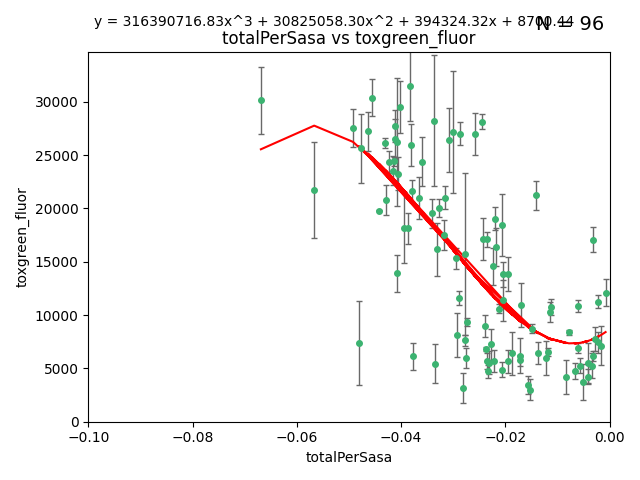 y = 316390716.83x^3 + 30825058.30x^2 + 394324.32x + 8700.44
N = 96
totalPerSasa vs toxgreen_fluor
toxgreen_fluor
30000
25000
20000
15000
10000
5000
0
−0.10
−0.08
−0.06
−0.04
−0.02
0.00
totalPerSasa